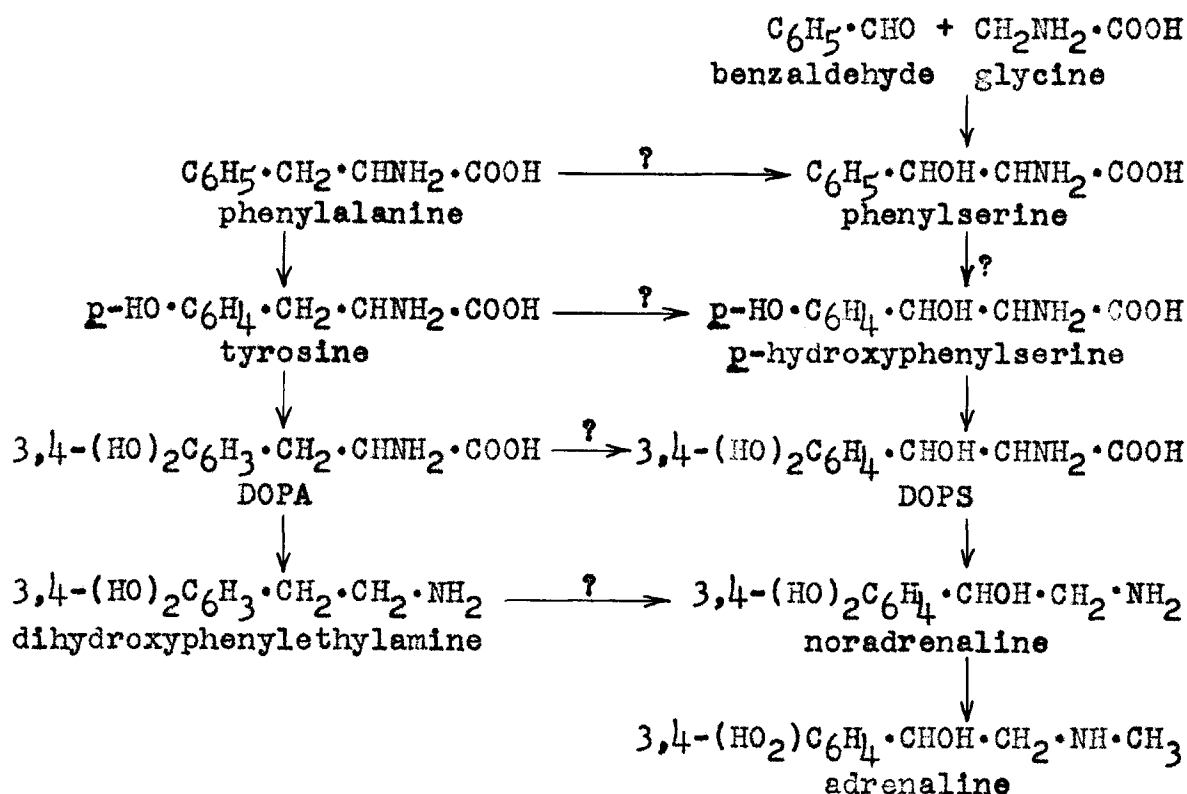 C6H5·CHO + CH2NH2·COOH
benzaldehyde glycine
C6H5·CH2·CHNH2·COOH ? C6H5·CHOH·CHNH2·COOH
phenylalanine phenylserine
?
p-HO·C6H4·CH2·CHNH2·COOH ? p-HO·C6H4·CHOH·CHNH2·COOH
tyrosine p-hydroxyphenylserine
3,4-(HO)2C6H3·CH2·CHNH2·COOH ? 3,4-(HO)2C6H4·CHOH·CHNH2·COOH
DOPA DOPS
3,4-(HO)2C6H3·CH2·CH2·NH2 ? 3,4-(HO)2C6H4·CHOH·CH2·NH2
dihydroxyphenylethylamine noradrenaline
3,4-(HO2)C6H4·CHOH·CH2·NH·CH3
adrenaline